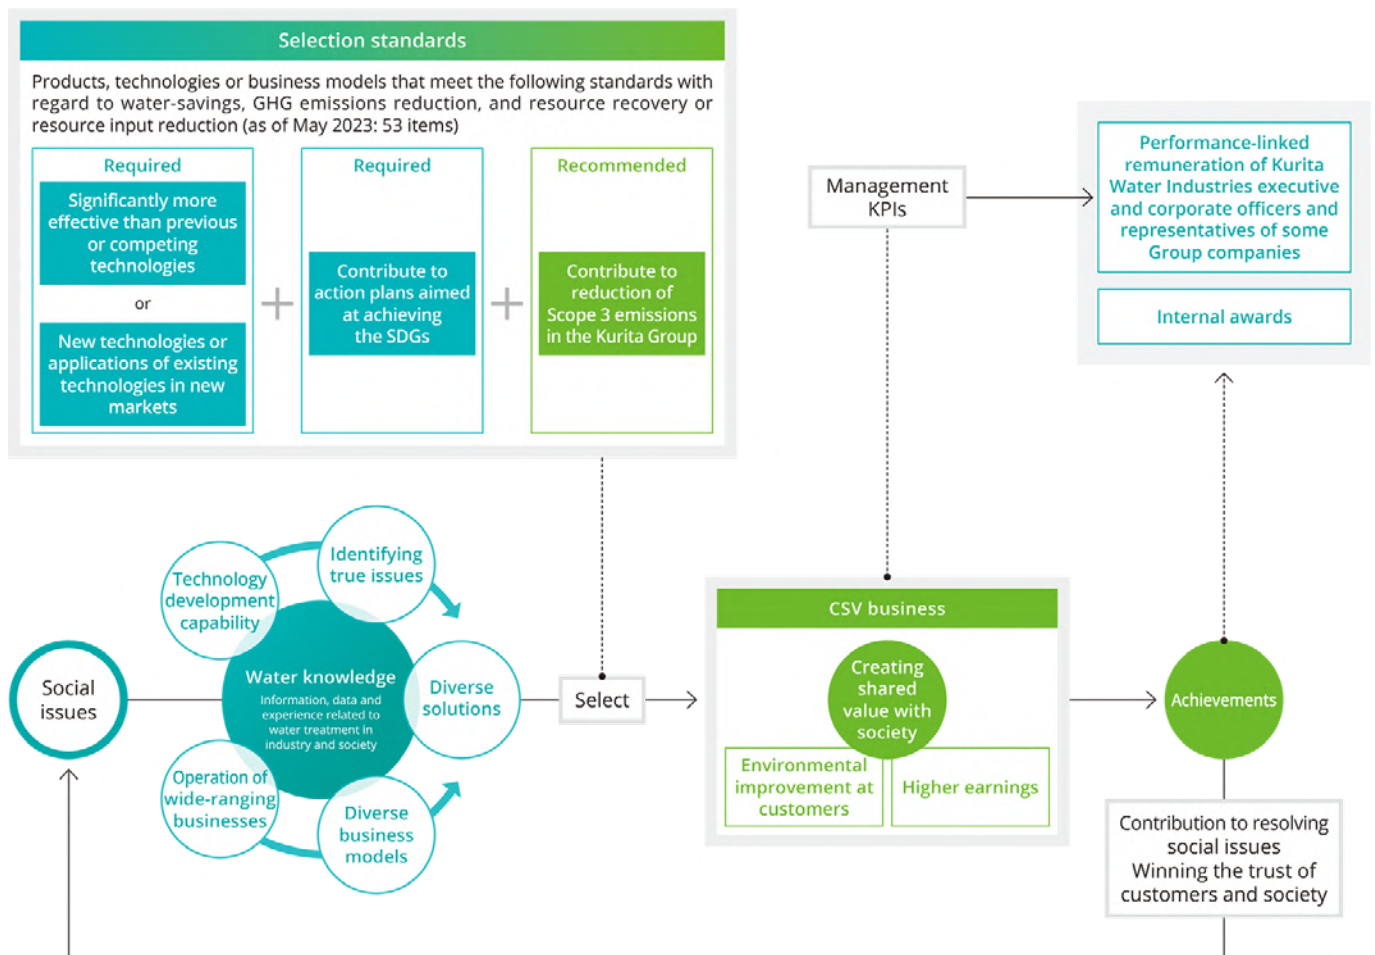 Selection standards
Products, technologies or business models that meet the following standards with
regard to water-savings, GHG emissions reduction, and resource recovery or
resource input reduction (as of May 2023: 53 items)
Required
Significantly more
effective than previous
or competing
technologies
or
New technologies or
applications of existing
technologies in new
markets
+
Required
Contribute to
action plans aimed
at achieving
the SDGs
+
Recommended
Contribute to
reduction of
Scope 3 emissions
in the Kurita Group
Management
KPIs
Performance-linked
remuneration of Kurita
Water Industries executive
and corporate officers and
representatives of some
Group companies
Internal awards
Social
issues
Technology
development
capability
Identifying
true issues
Water knowledge
Information, data and
experience related to
water treatment in
industry and society
Diverse
solutions
Operation of
wide-ranging
businesses
Diverse
business
models
Select
CSV business
Creating
shared
value with
society
Environmental
improvement at
customers
Higher earnings
Achievements
Contribution to resolving
social issues
Winning the trust of
customers and society